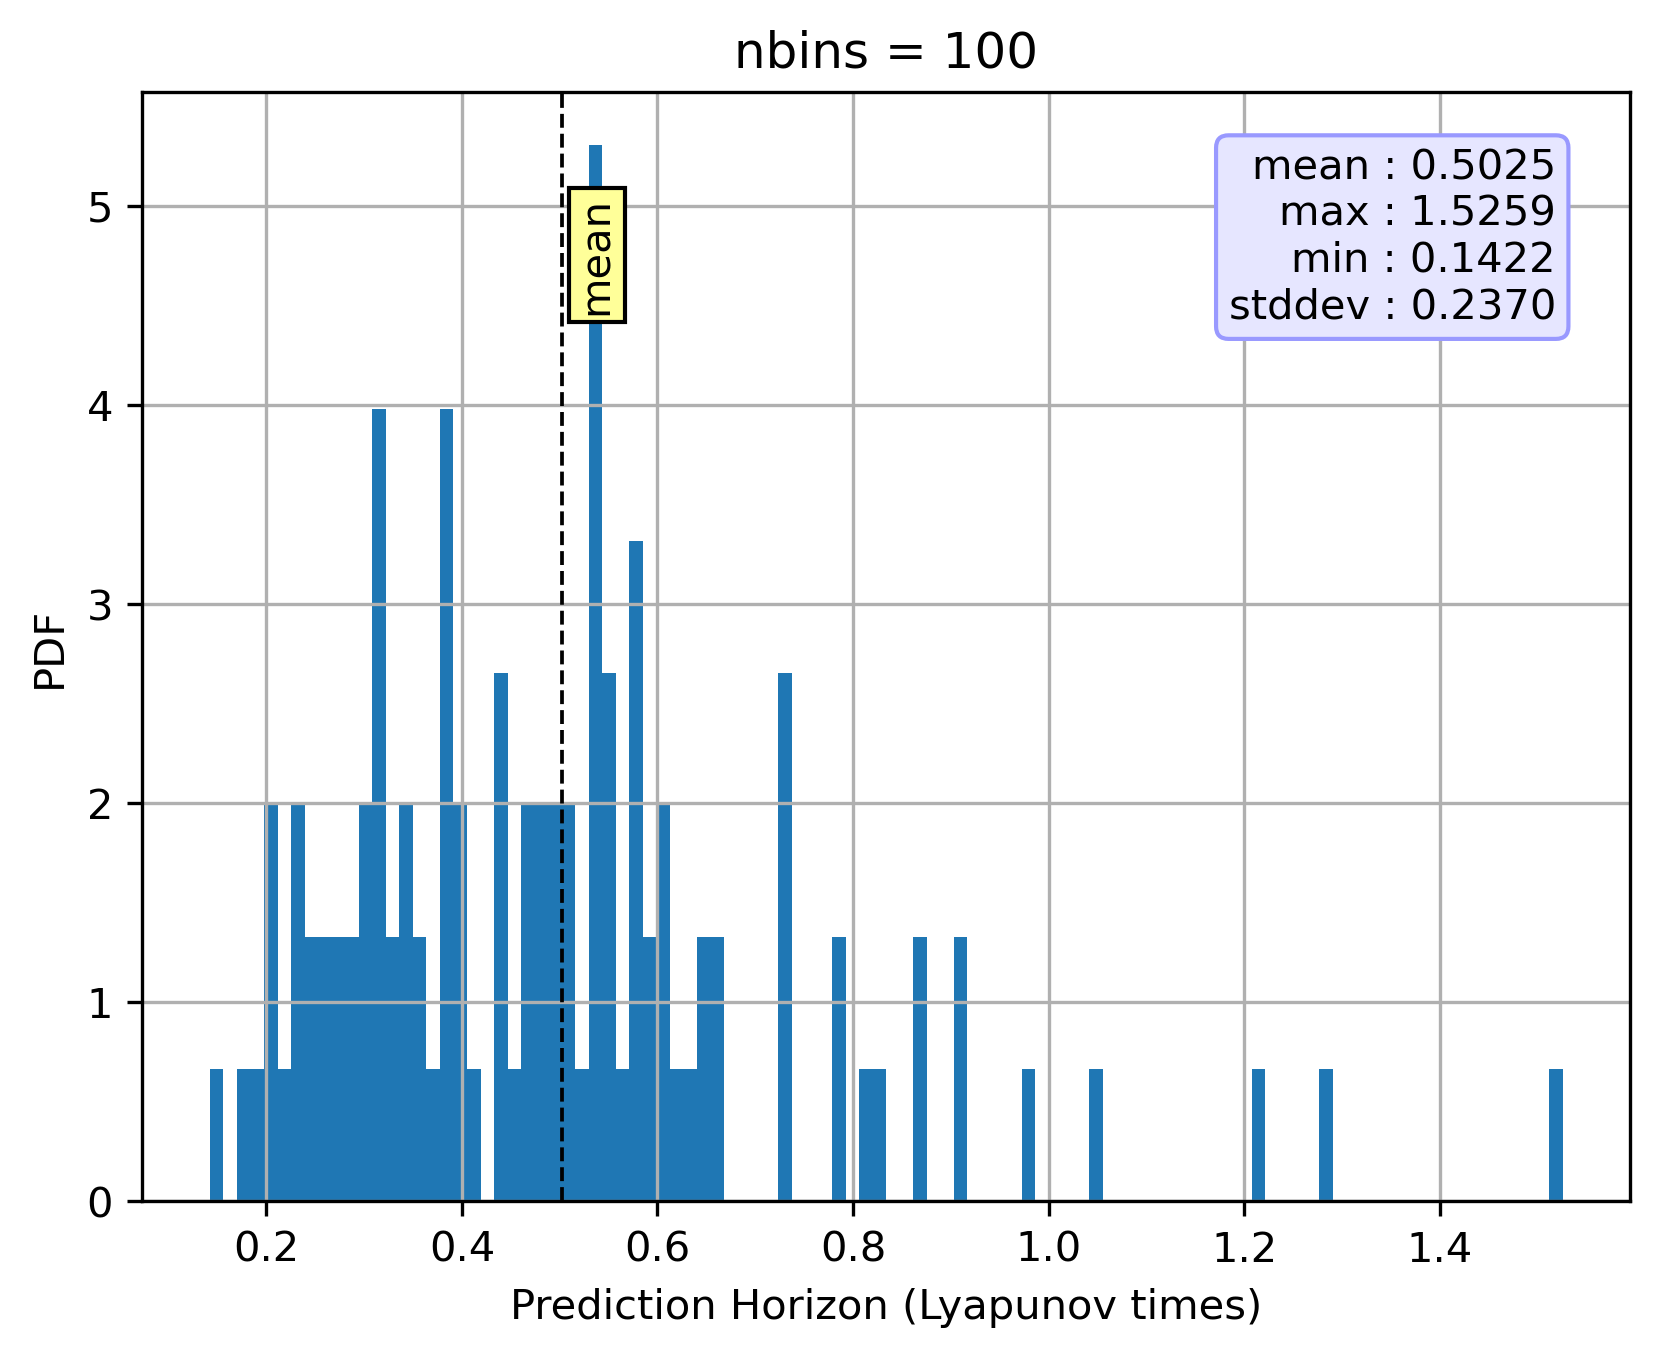 nbins = 100
mean : 0.5025
max : 1.5259
min : 0.1422
stddev : 0.2370
mean
PDF
5
4
3
2
1
0
0.2 0.4 0.6 0.8 1.0 1.2 1.4
Prediction Horizon (Lyapunov times)